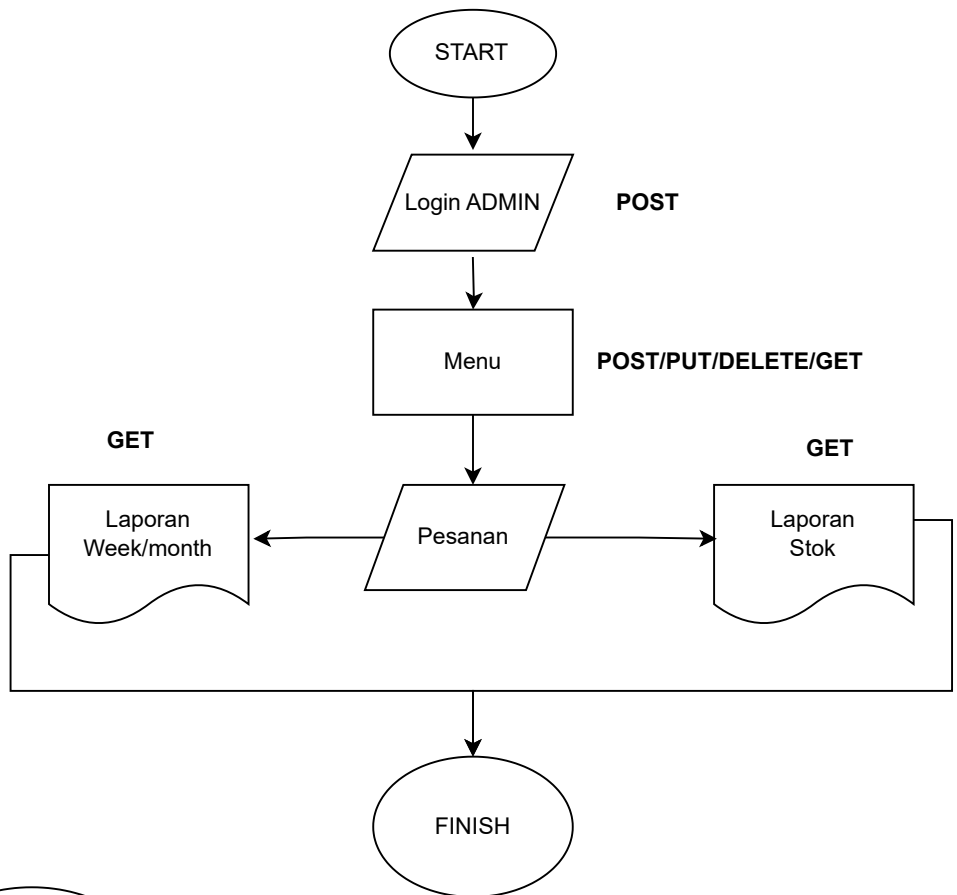 START
Login ADMIN
POST
Menu
POST/PUT/DELETE/GET
GET
GET
Laporan
Week/month
Pesanan
Laporan
Stok
FINISH